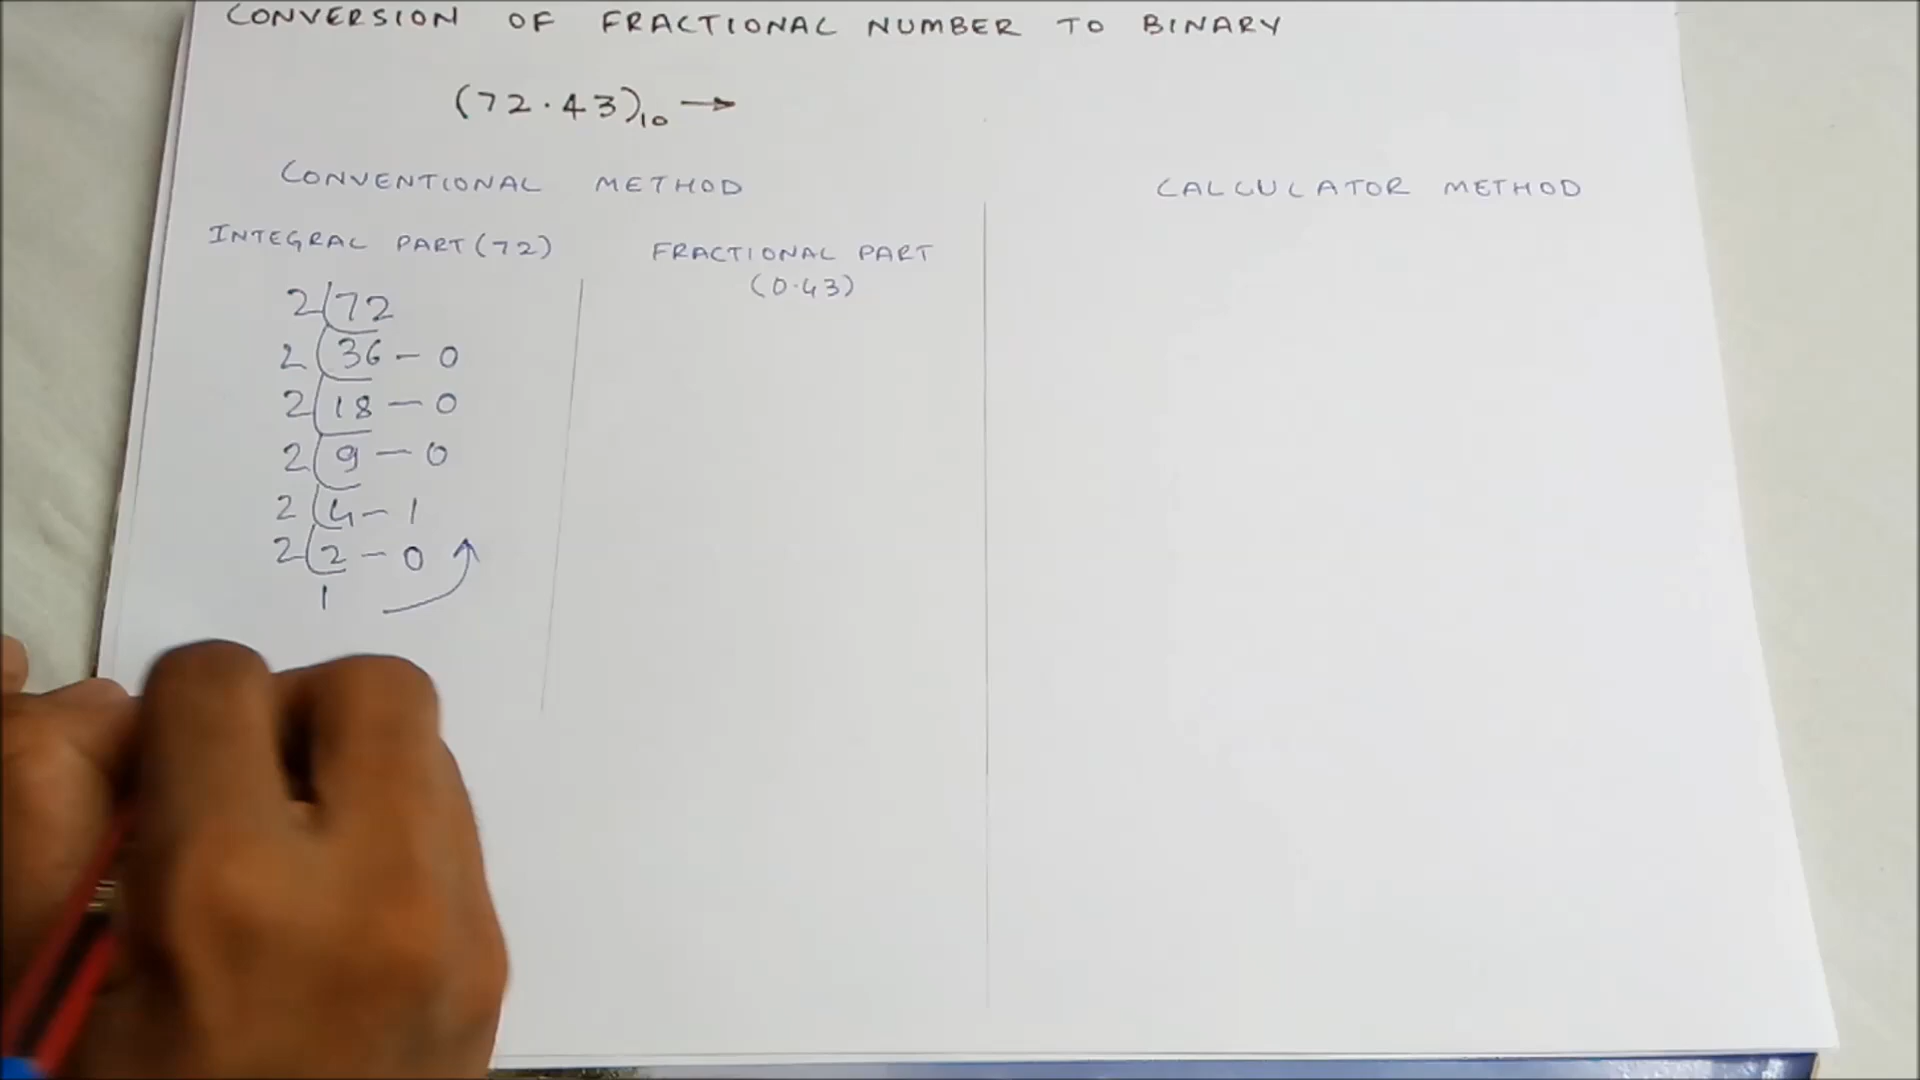 CONVERSION OF FRACTIONAL NUMBER TO BINARY
(72.43)10 →
CONVENTIONAL METHOD
CALCULATOR METHOD
INTEGRAL PART (72)
FRACTIONAL PART
(0.43)
2 72
2 36 - 0
2 18 - 0
2 9 - 0
2 4 - 1
2 2 - 0
1